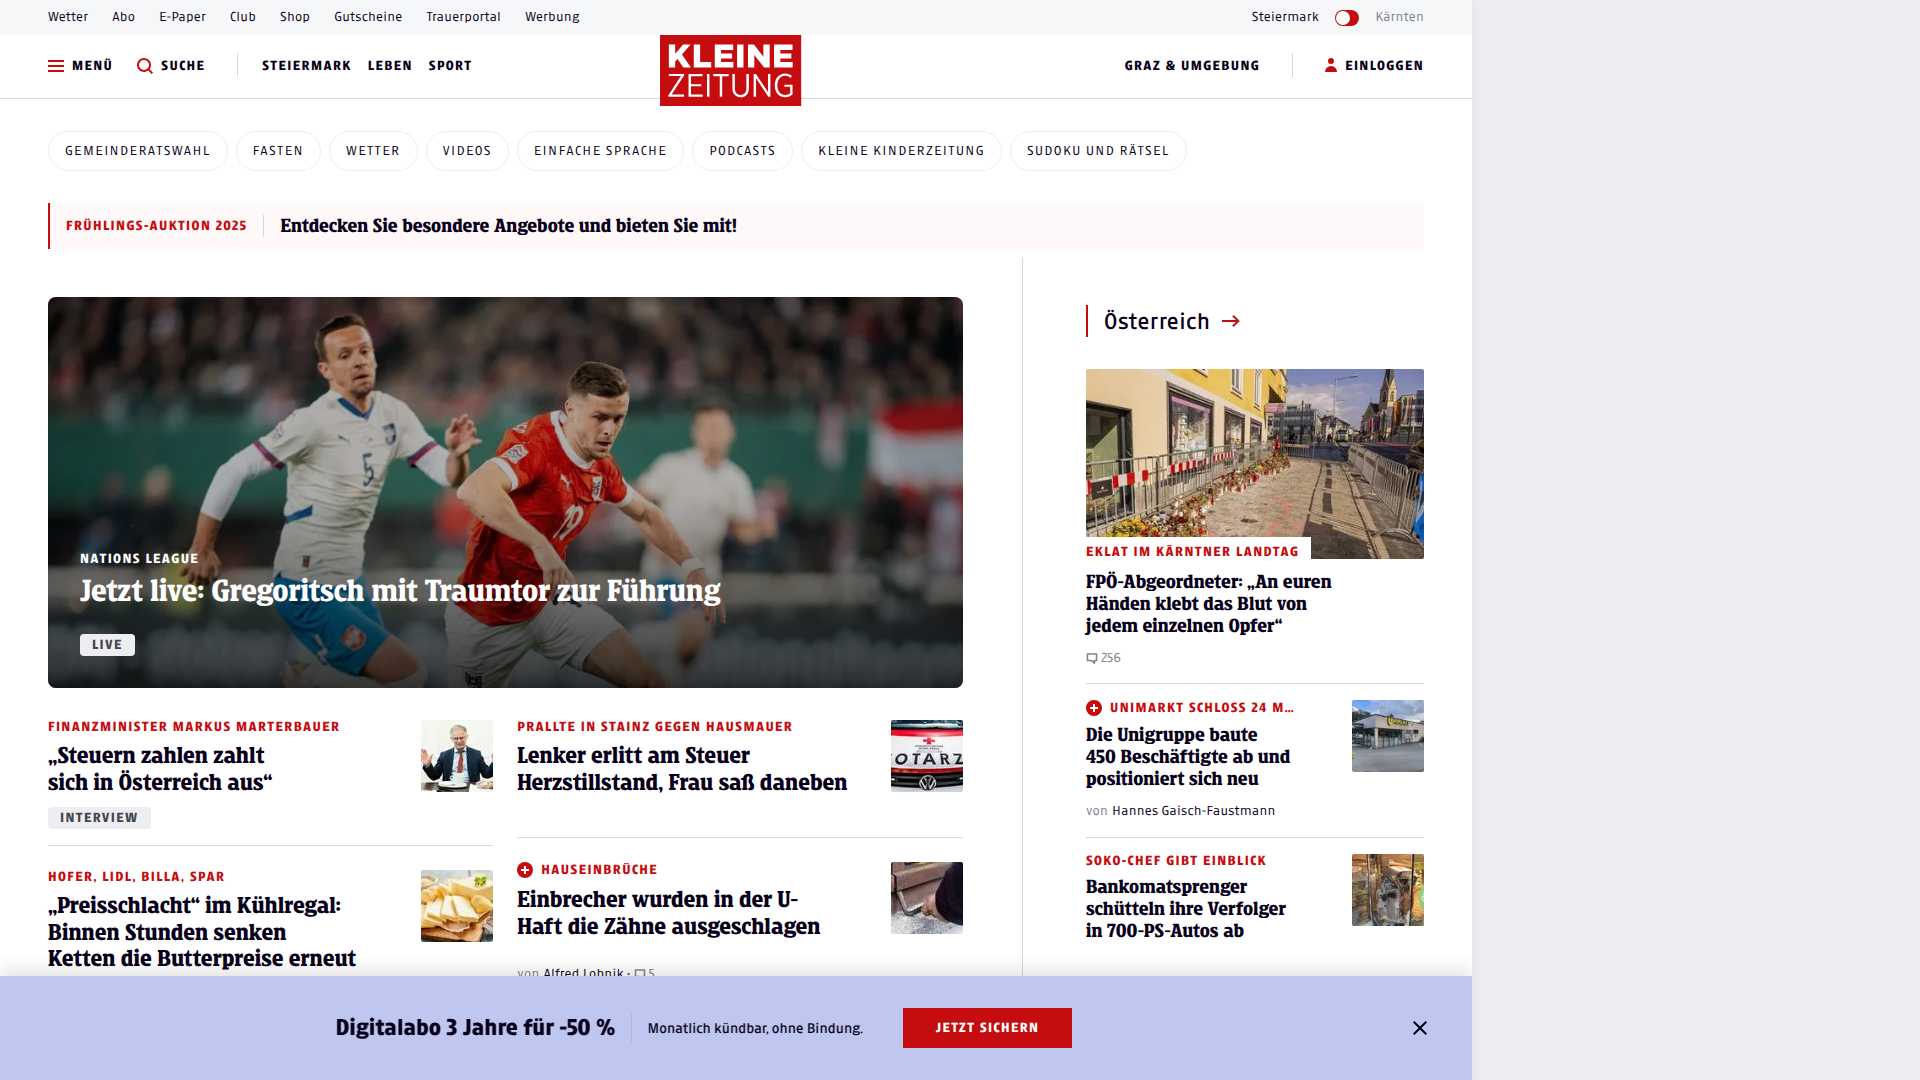 Wetter
Abo
E-Paper
Club
Shop
Gutscheine
Trauerportal
Werbung
Steiermark
Kärnten
MENÜ
SUCHE
STEIERMARK
LEBEN
SPORT
KLEINE
ZEITUNG
GRAZ & UMGEBUNG
EINLOGGEN
GEMEINDERATSWAHL
FASTEN
WETTER
VIDEOS
EINFACHE SPRACHE
PODCASTS
KLEINE KINDERZEITUNG
SUDOKU UND RÄTSEL
FRÜHLINGS-AUKTION 2025
Entdecken Sie besondere Angebote und bieten Sie mit!
5
19
NATIONS LEAGUE
Jetzt live: Gregoritsch mit Traumtor zur Führung
LIVE
FINANZMINISTER MARKUS MARTERBAUER
„Steuern zahlen zahlt
sich in Österreich aus“
INTERVIEW
PRALLTE IN STAINZ GEGEN HAUSMAUER
Lenker erlitt am Steuer
Herzstillstand, Frau saß daneben
OTARZ
HOFER, LIDL, BILLA, SPAR
„Preisschlacht“ im Kühlregal:
Binnen Stunden senken
Ketten die Butterpreise erneut
HAUSEINBRÜCHE
Einbrecher wurden in der U-
Haft die Zähne ausgeschlagen
von Alfred Lobnik · 5
Österreich
EKLAT IM KÄRNTNER LANDTAG
FPÖ-Abgeordneter: „An euren
Händen klebt das Blut von
jedem einzelnen Opfer“
256
UNIMARKT SCHLOSS 24 M...
Die Unigruppe baute
450 Beschäftigte ab und
positioniert sich neu
von Hannes Gaisch-Faustmann
SOKO-CHEF GIBT EINBLICK
Bankomatsprenger
schütteln ihre Verfolger
in 700-PS-Autos ab
Digitalabo 3 Jahre für -50 %
Monatlich kündbar, ohne Bindung.
JETZT SICHERN